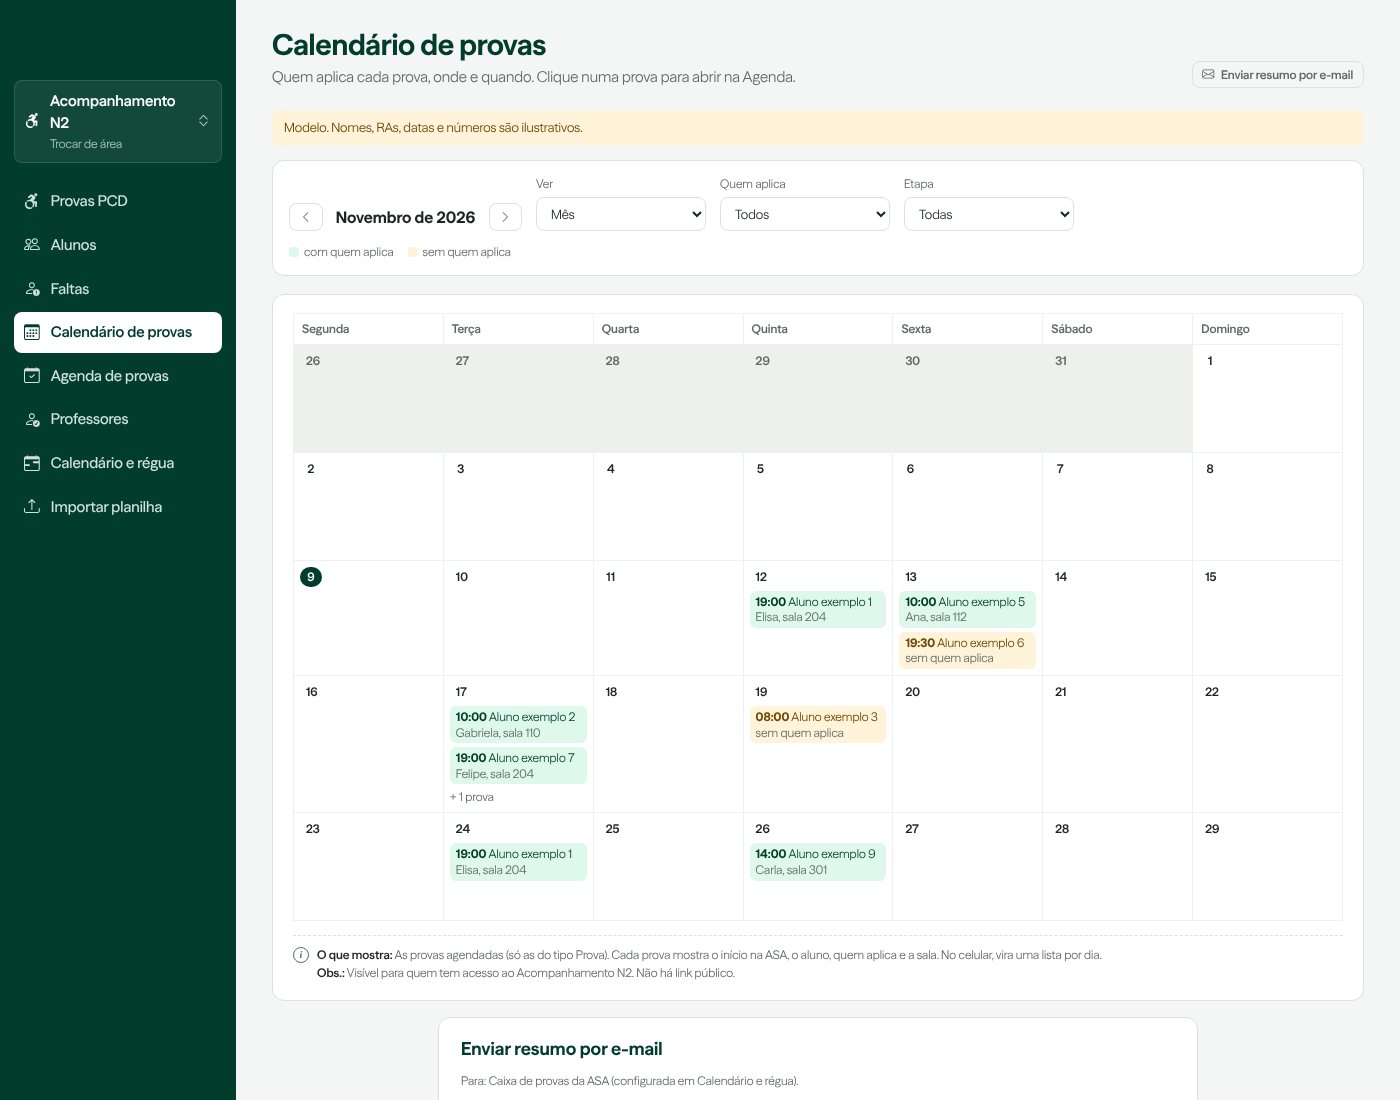 Acompanhamento
N2
Trocar de área
Provas PCD
Alunos
Faltas
Calendário de provas
Agenda de provas
Professores
Calendário e régua
Importar planilha
Calendário de provas
Quem aplica cada prova, onde e quando. Clique numa prova para abrir na Agenda.
Enviar resumo por e-mail
Modelo. Nomes, RAs, datas e números são ilustrativos.
Novembro de 2026
Ver
Mês
Quem aplica
Todos
Etapa
Todas
com quem aplica
sem quem aplica
Segunda Terça Quarta Quinta Sexta Sábado Domingo
26 27 28 29 30 31 1
2 3 4 5 6 7 8
9 10 11 12 13 14 15
19:00 Aluno exemplo 1
Elisa, sala 204
10:00 Aluno exemplo 5
Ana, sala 112
19:30 Aluno exemplo 6
sem quem aplica
16 17 18 19 20 21 22
10:00 Aluno exemplo 2
Gabriela, sala 110
19:00 Aluno exemplo 7
Felipe, sala 204
+ 1 prova
08:00 Aluno exemplo 3
sem quem aplica
23 24 25 26 27 28 29
19:00 Aluno exemplo 1
Elisa, sala 204
14:00 Aluno exemplo 9
Carla, sala 301
O que mostra: As provas agendadas (só as do tipo Prova). Cada prova mostra o início na ASA, o aluno, quem aplica e a sala. No celular, vira uma lista por dia.
Obs.: Visível para quem tem acesso ao Acompanhamento N2. Não há link público.
Enviar resumo por e-mail
Para: Caixa de provas da ASA (configurada em Calendário e régua).